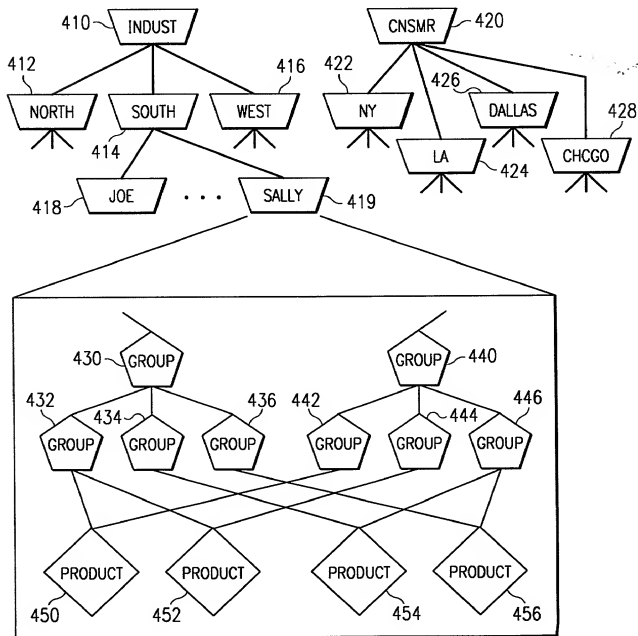 410 INDUST CNSMR 420
412 416 422 426 428
NORTH SOUTH WEST NY DALLAS
414 LA 424 CHCGO
418 JOE . . . SALLY 419
430 GROUP GROUP 440
432 434 436 442 444 446
GROUP GROUP GROUP GROUP GROUP GROUP
PRODUCT PRODUCT PRODUCT PRODUCT
450 452 454 456